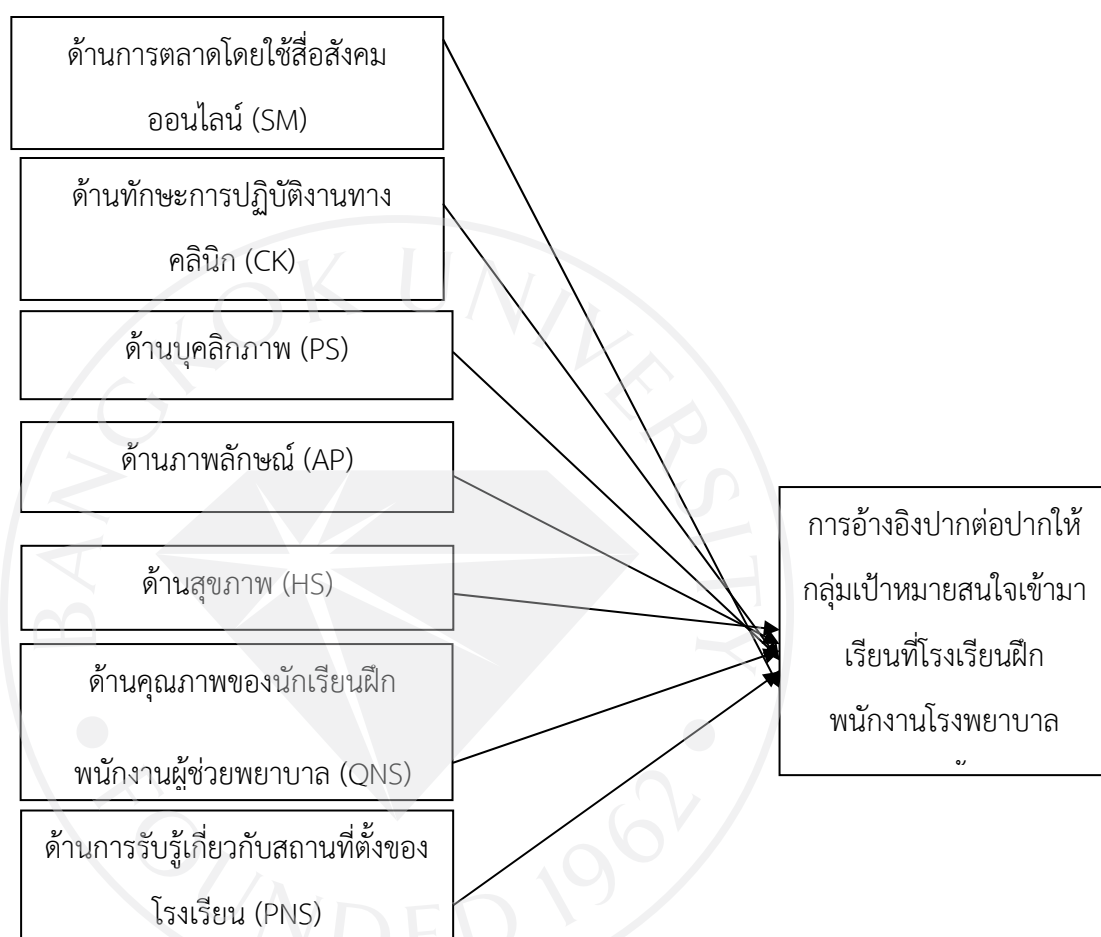 ด้านการตลาดโดยใช้สื่อสังคม
ออนไลน์ (SM)
ด้านทักษะการปฏิบัติงานทาง
คลินิก (CK)
ด้านบุคลิกภาพ (PS)
ด้านภาพลักษณ์ (AP)
ด้านสุขภาพ (HS)
ด้านคุณภาพของนักเรียนฝึก
พนักงานผู้ช่วยพยาบาล (QNS)
ด้านการรับรู้เกี่ยวกับสถานที่ตั้งของ
โรงเรียน (PNS)
การอ้างอิงปากต่อปากให้
กลุ่มเป้าหมายสนใจเข้ามา
เรียนที่โรงเรียนฝึก
พนักงานโรงพยาบาล
BANGKOK UNIVERSITY
FOUNDED 1962